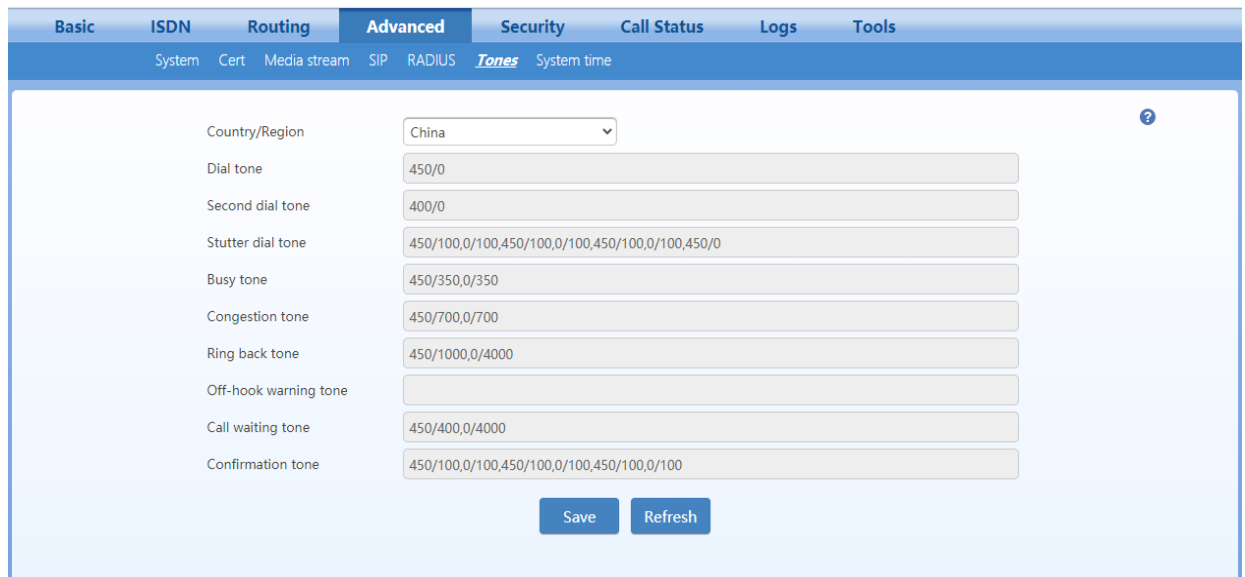 Basic ISDN Routing Advanced Security Call Status Logs Tools
System Cert Media stream SIP RADIUS Tones System time
?
Country/Region China
Dial tone 450/0
Second dial tone 400/0
Stutter dial tone 450/100,0/100,450/100,0/100,450/100,0/100,450/0
Busy tone 450/350,0/350
Congestion tone 450/700,0/700
Ring back tone 450/1000,0/4000
Off-hook warning tone
Call waiting tone 450/400,0/4000
Confirmation tone 450/100,0/100,450/100,0/100,450/100,0/100
Save Refresh